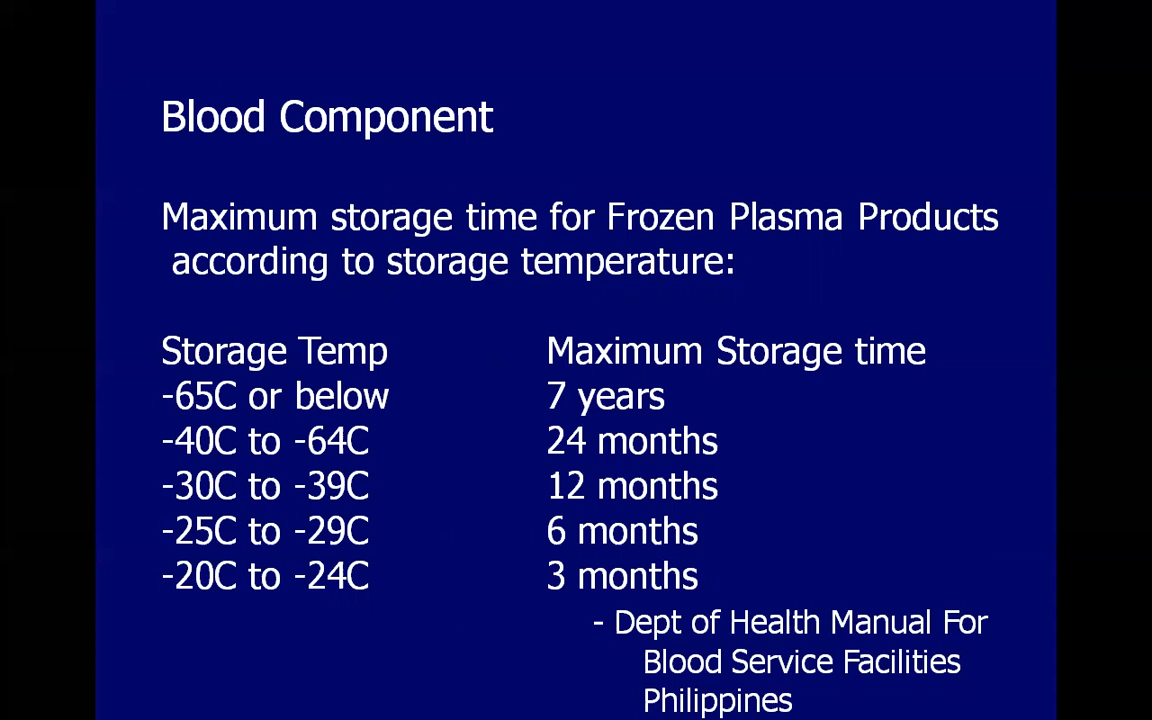 Blood Component
Maximum storage time for Frozen Plasma Products
according to storage temperature:
Storage Temp Maximum Storage time
-65C or below 7 years
-40C to -64C 24 months
-30C to -39C 12 months
-25C to -29C 6 months
-20C to -24C 3 months
- Dept of Health Manual For
Blood Service Facilities
Philippines